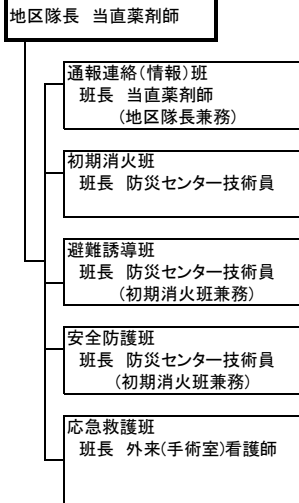 地区隊長 当直薬剤師
通報連絡(情報)班
班長 当直薬剤師
(地区隊長兼務)
初期消火班
班長 防災センター技術員
避難誘導班
班長 防災センター技術員
(初期消火班兼務)
安全防護班
班長 防災センター技術員
(初期消火班兼務)
応急救護班
班長 外来(手術室)看護師